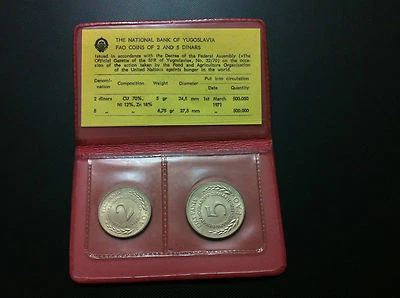 THE NATIONAL BANK OF YUGOSLAVIA
FAO COINS OF 2 AND 5 DINARS
Issued in accordance with the Decree of the Federal Assembly (»The
Official Gazette of the SFR of Yugoslavia, No. 32/70) on the occa-
sion of the action taken by the Food and Agriculture Organization
of the United Nations against hunger in the world.
Denomi- Composition Weight Diameter Put into circulation
nation Date Quantity
2 dinars CU 70%, 5 gr 24,5 mm 1st March 500.000
NI 12%, Zn 18% 1971
5 „ „ 6,75 gr 27,5 mm 500.000
2
5